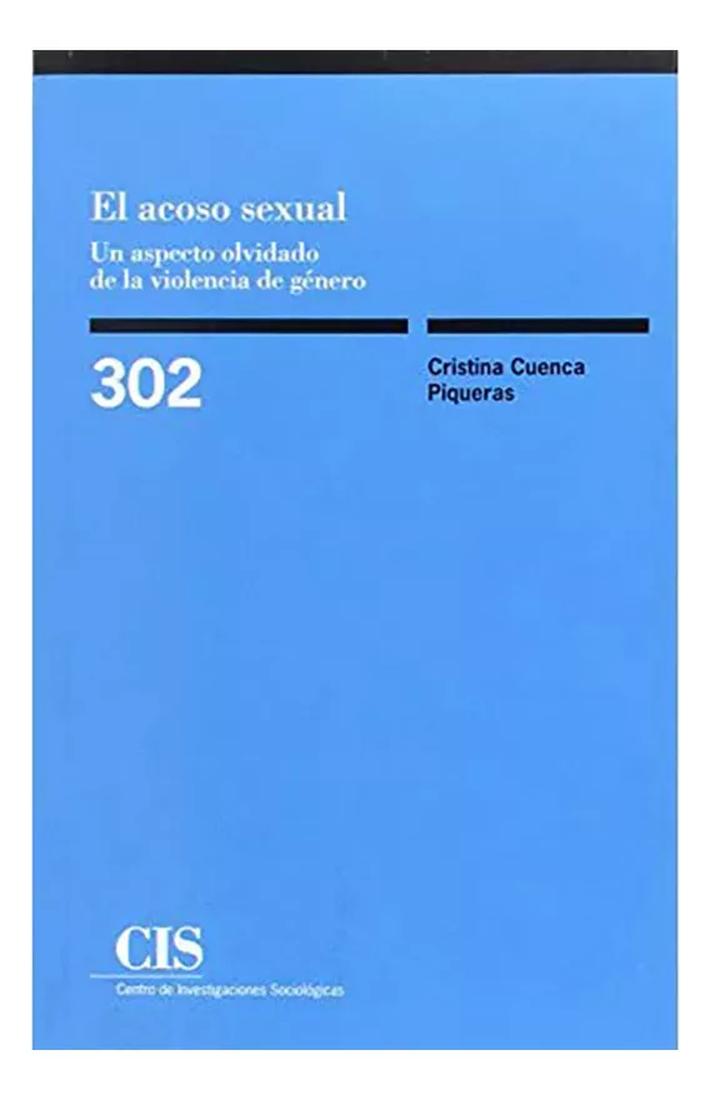 El acoso sexual
Un aspecto olvidado
de la violencia de género
302
Cristina Cuenca
Piqueras
CIS
Centro de Investigaciones Sociológicas